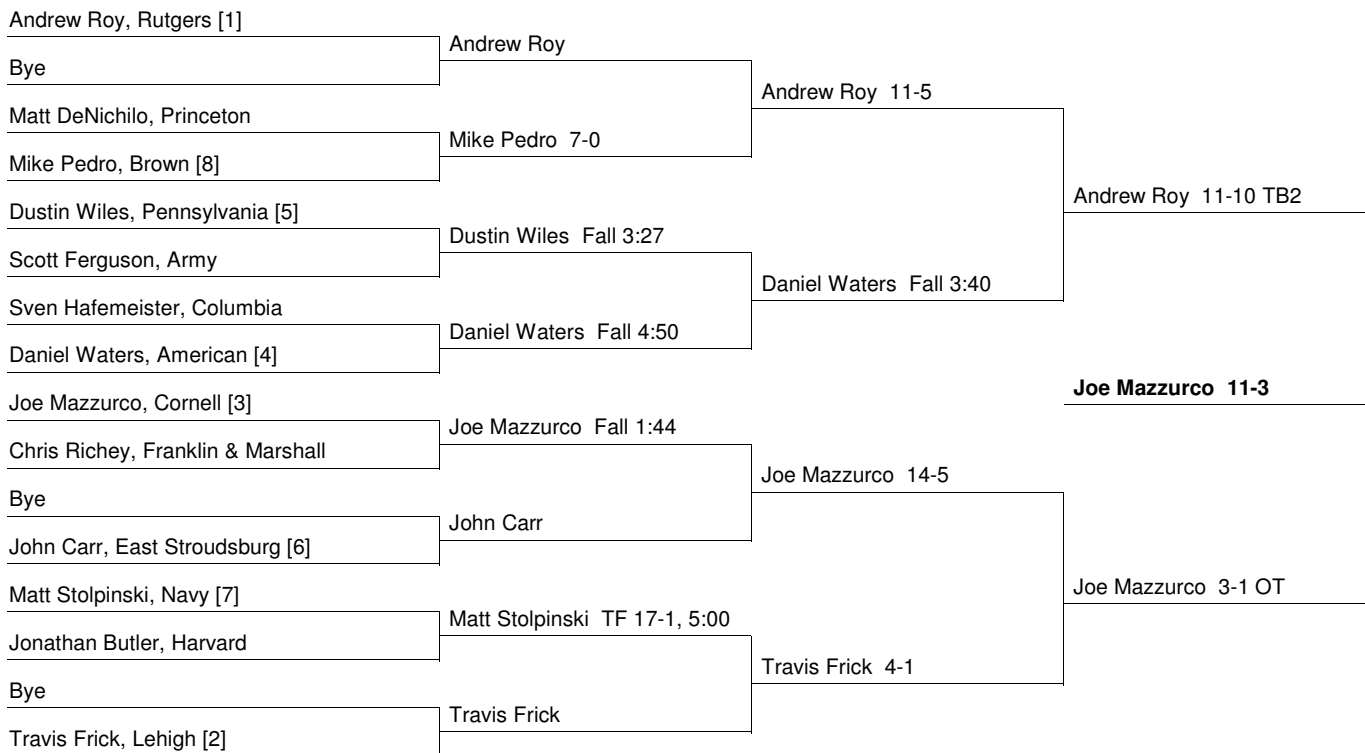 Andrew Roy, Rutgers [1]
Bye
Matt DeNichilo, Princeton
Mike Pedro, Brown [8]
Dustin Wiles, Pennsylvania [5]
Scott Ferguson, Army
Sven Hafemeister, Columbia
Daniel Waters, American [4]
Joe Mazzurco, Cornell [3]
Chris Richey, Franklin & Marshall
Bye
John Carr, East Stroudsburg [6]
Matt Stolpinski, Navy [7]
Jonathan Butler, Harvard
Bye
Travis Frick, Lehigh [2]
Andrew Roy
Mike Pedro 7-0
Dustin Wiles Fall 3:27
Daniel Waters Fall 4:50
Joe Mazzurco Fall 1:44
John Carr
Matt Stolpinski TF 17-1, 5:00
Travis Frick
Andrew Roy 11-5
Daniel Waters Fall 3:40
Joe Mazzurco 14-5
Travis Frick 4-1
Andrew Roy 11-10 TB2
Joe Mazzurco 11-3
Joe Mazzurco 3-1 OT